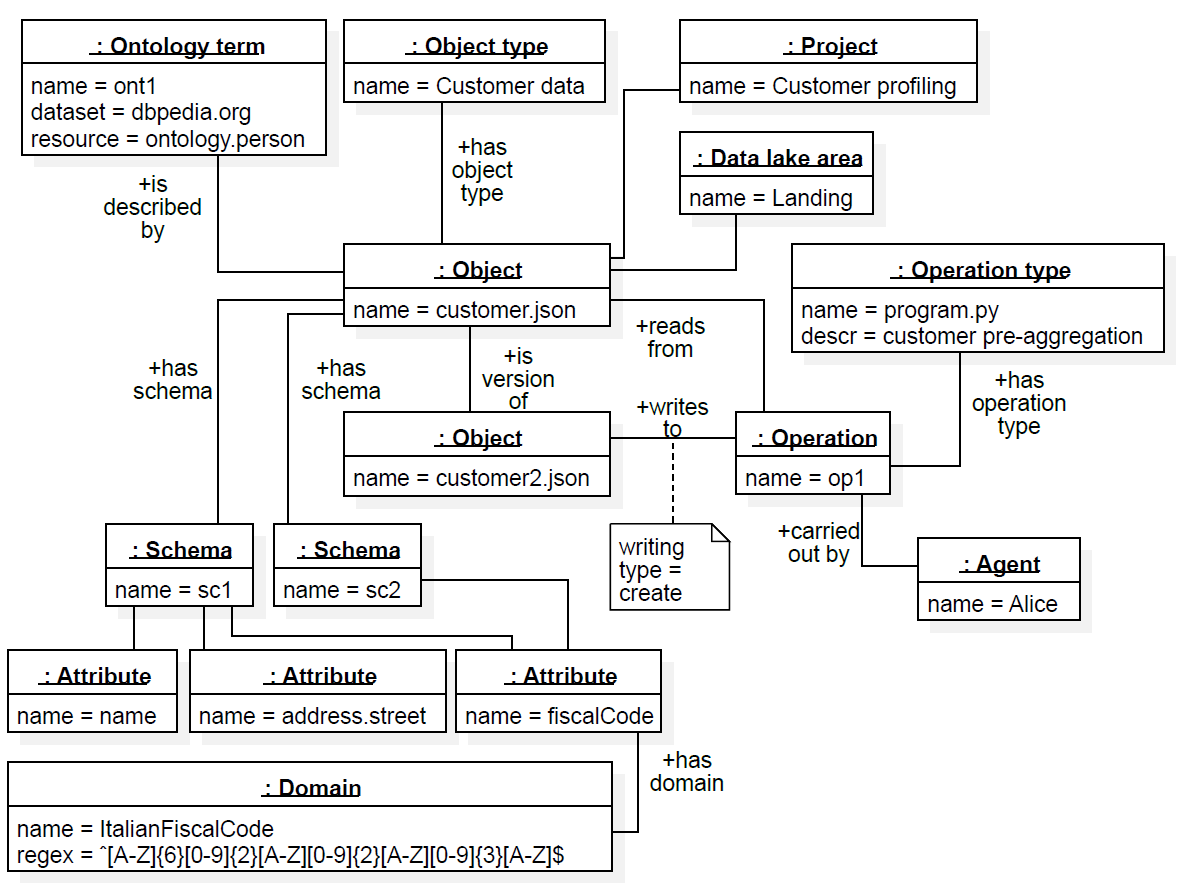 : Ontology term
name = ont1
dataset = dbpedia.org
resource = ontology.person
: Object type
name = Customer data
: Project
name = Customer profiling
: Data lake area
name = Landing
+is
described
by
+has
object
type
: Object
name = customer.json
: Operation type
name = program.py
descr = customer pre-aggregation
+has
schema
+has
schema
+is
version
of
+reads
from
+writes
to
+has
operation
type
: Object
name = customer2.json
: Operation
name = op1
: Schema
name = sc1
: Schema
name = sc2
writing
type =
create
+carried
out by
: Agent
name = Alice
: Attribute
name = name
: Attribute
name = address.street
: Attribute
name = fiscalCode
+has
domain
: Domain
name = ItalianFiscalCode
regex = ^[A-Z]{6}[0-9]{2}[A-Z][0-9]{2}[A-Z][0-9]{3}[A-Z]$